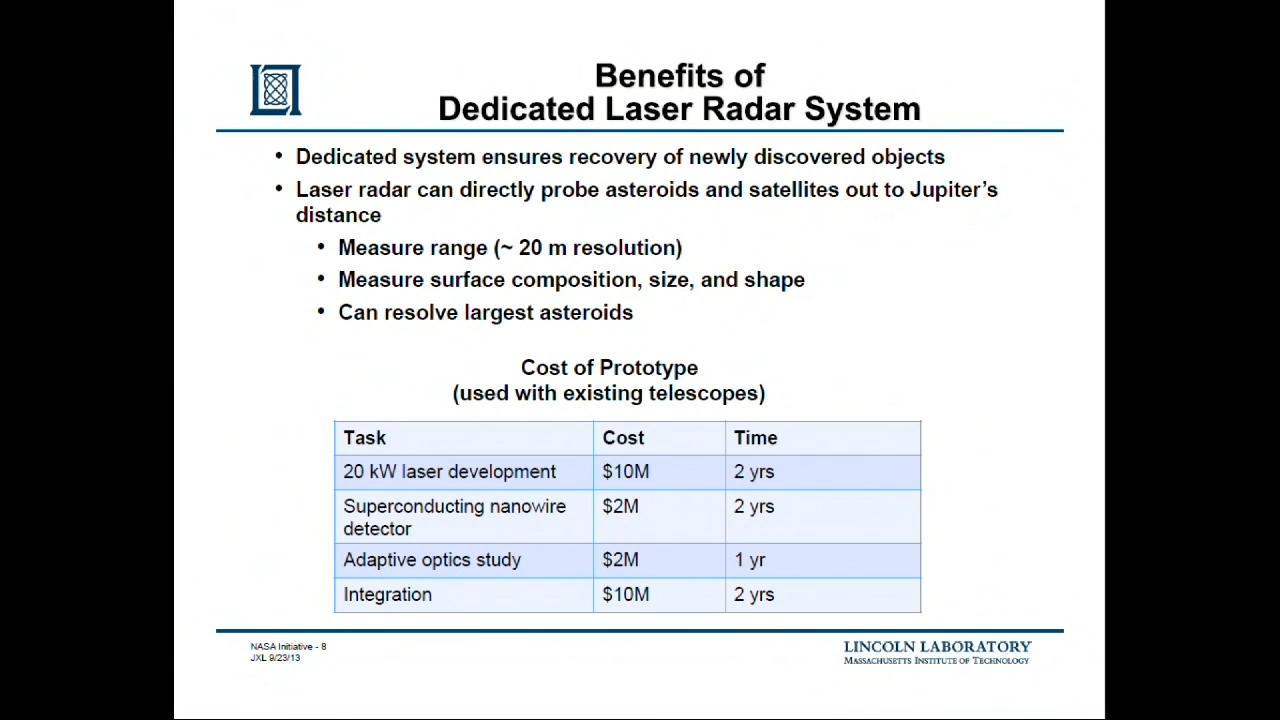 Benefits of
Dedicated Laser Radar System
• Dedicated system ensures recovery of newly discovered objects
• Laser radar can directly probe asteroids and satellites out to Jupiter’s
distance
• Measure range (~ 20 m resolution)
• Measure surface composition, size, and shape
• Can resolve largest asteroids
Cost of Prototype
(used with existing telescopes)
Task Cost Time
20 kW laser development $10M 2 yrs
Superconducting nanowire $2M 2 yrs
detector
Adaptive optics study $2M 1 yr
Integration $10M 2 yrs
NASA Initiative - 8
JXL 9/23/13
LINCOLN LABORATORY
MASSACHUSETTS INSTITUTE OF TECHNOLOGY